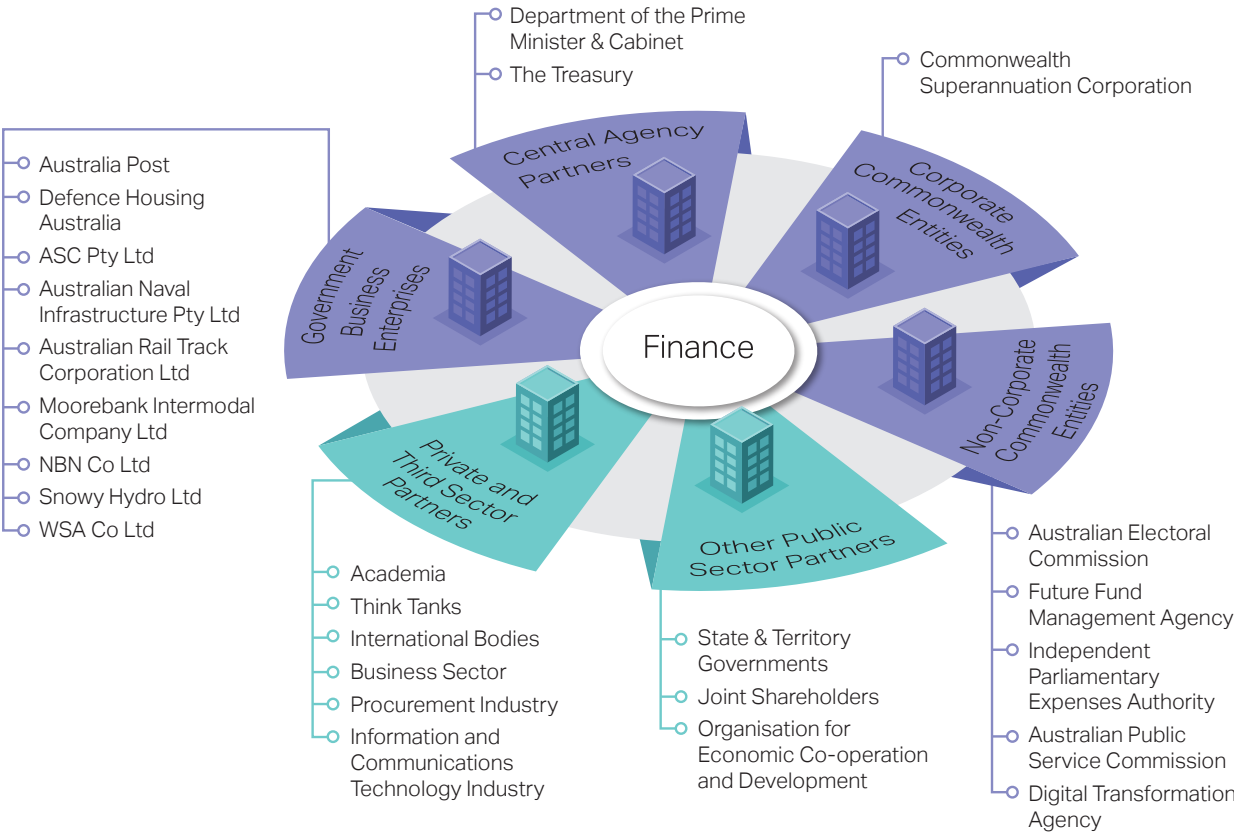 Department of the Prime
Minister & Cabinet
The Treasury
Commonwealth
Superannuation Corporation
Central Agency
Partners
Corporate
Commonwealth
Entities
Australia Post
Defence Housing
Australia
ASC Pty Ltd
Australian Naval
Infrastructure Pty Ltd
Australian Rail Track
Corporation Ltd
Moorebank Intermodal
Company Ltd
NBN Co Ltd
Snowy Hydro Ltd
WSA Co Ltd
Government
Business
Enterprises
Finance
Non-Corporate
Commonwealth
Entities
Private and
Third Sector
Partners
Other Public
Sector Partners
Academia
Think Tanks
International Bodies
Business Sector
Procurement Industry
Information and
Communications
Technology Industry
State & Territory
Governments
Joint Shareholders
Organisation for
Economic Co-operation
and Development
Australian Electoral
Commission
Future Fund
Management Agency
Independent
Parliamentary
Expenses Authority
Australian Public
Service Commission
Digital Transformation
Agency